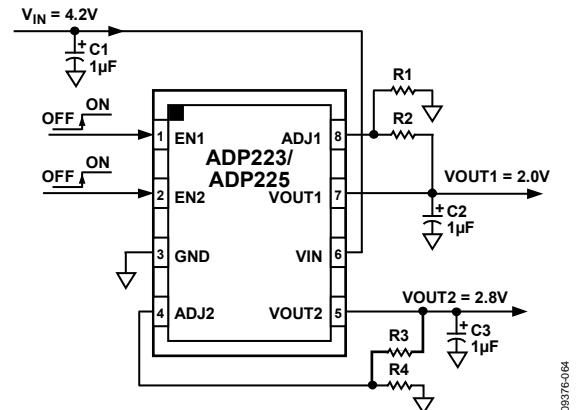 VIN = 4.2V
+
C1
1µF
OFF ON
OFF ON
ADP223/
ADP225
1 EN1
2 EN2
3 GND
4 ADJ2
ADJ1 8
VOUT1 7
VIN 6
VOUT2 5
R1
R2
VOUT1 = 2.0V
+
C2
1µF
VOUT2 = 2.8V
+
C3
1µF
R3
R4
09376-064